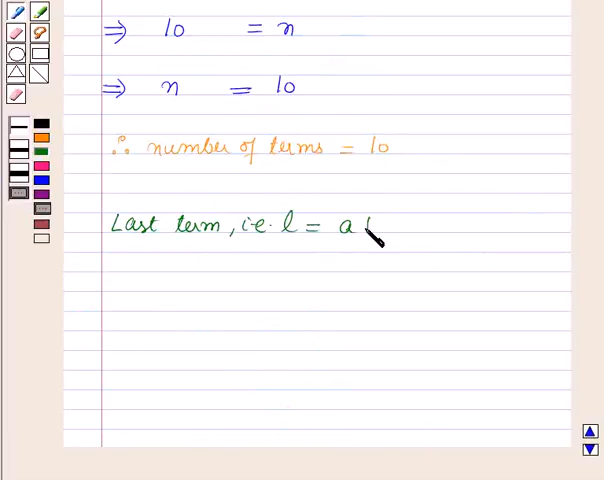 ⇒ 10 = n
⇒ n = 10
∴ number of terms = 10
Last term, i.e. l = a